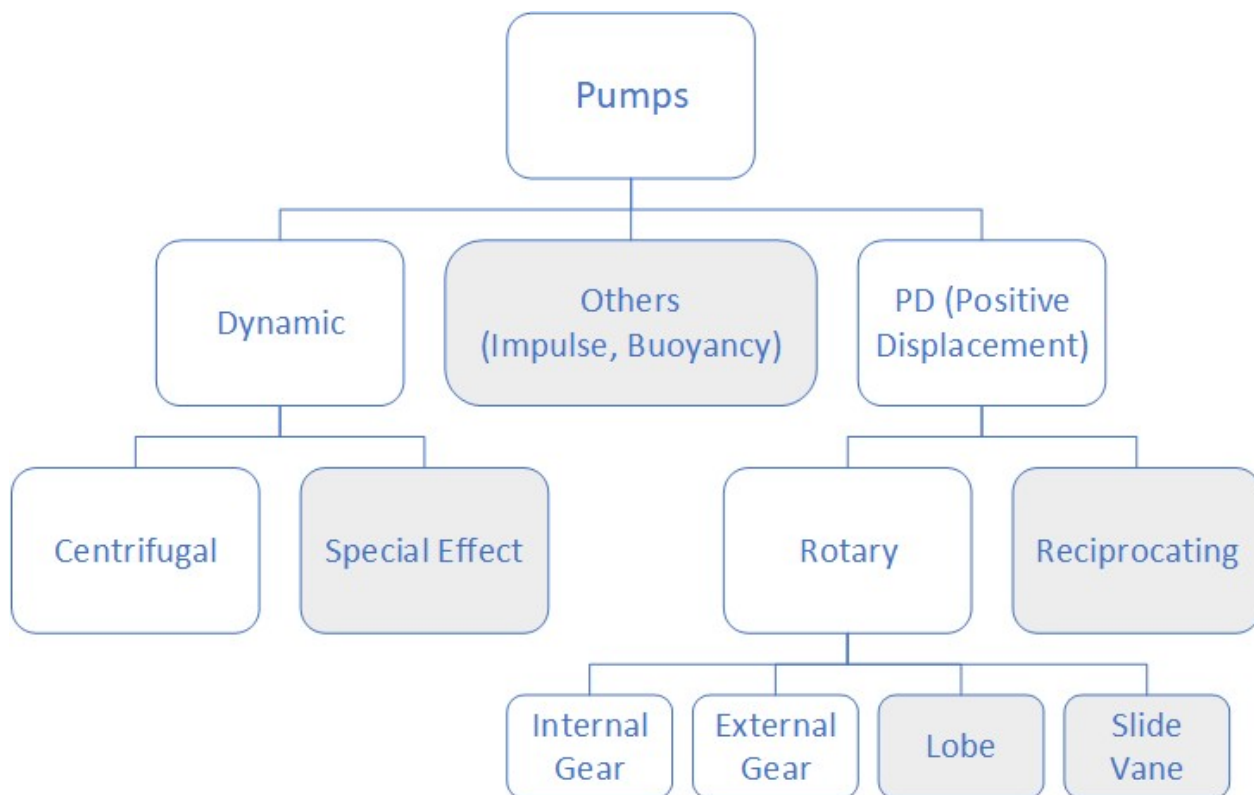 Pumps
Dynamic
Others
(Impulse, Buoyancy)
PD (Positive
Displacement)
Centrifugal
Special Effect
Rotary
Reciprocating
Internal
Gear
External
Gear
Lobe
Slide
Vane